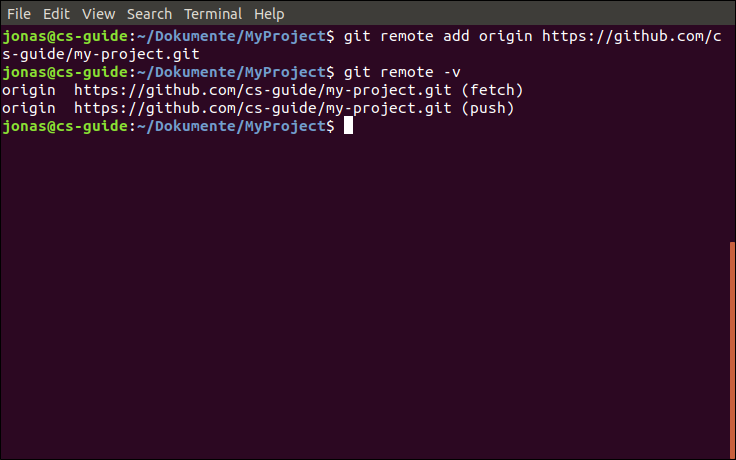 File Edit View Search Terminal Help
jonas@cs-guide:~/Dokumente/MyProject$ git remote add origin https://github.com/c
s-guide/my-project.git
jonas@cs-guide:~/Dokumente/MyProject$ git remote -v
origin  https://github.com/cs-guide/my-project.git (fetch)
origin  https://github.com/cs-guide/my-project.git (push)
jonas@cs-guide:~/Dokumente/MyProject$